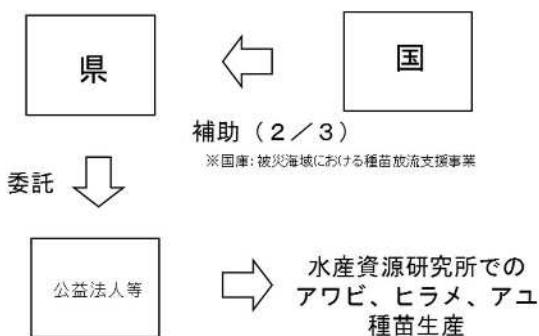 県
国
補助（２／３）
※国庫：被災海域における種苗放流支援事業
委託
公益法人等
水産資源研究所での
アワビ、ヒラメ、アユ
種苗生産